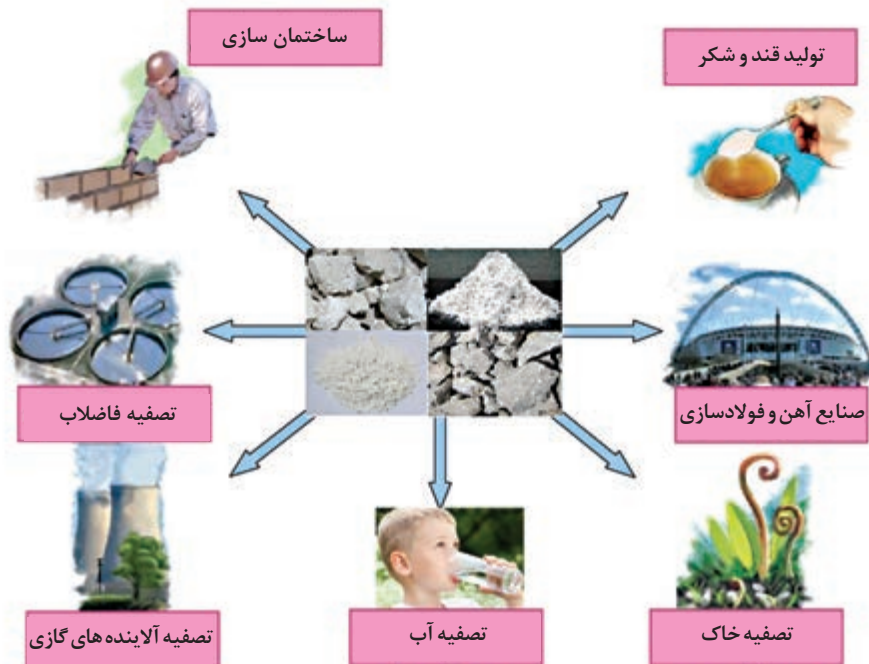 تولید قند و شکر
ساختمان سازی
صنایع آهن و فولادسازی
تصفیه فاضلاب
تصفیه خاک
تصفیه آب
تصفیه آلاینده های گازی